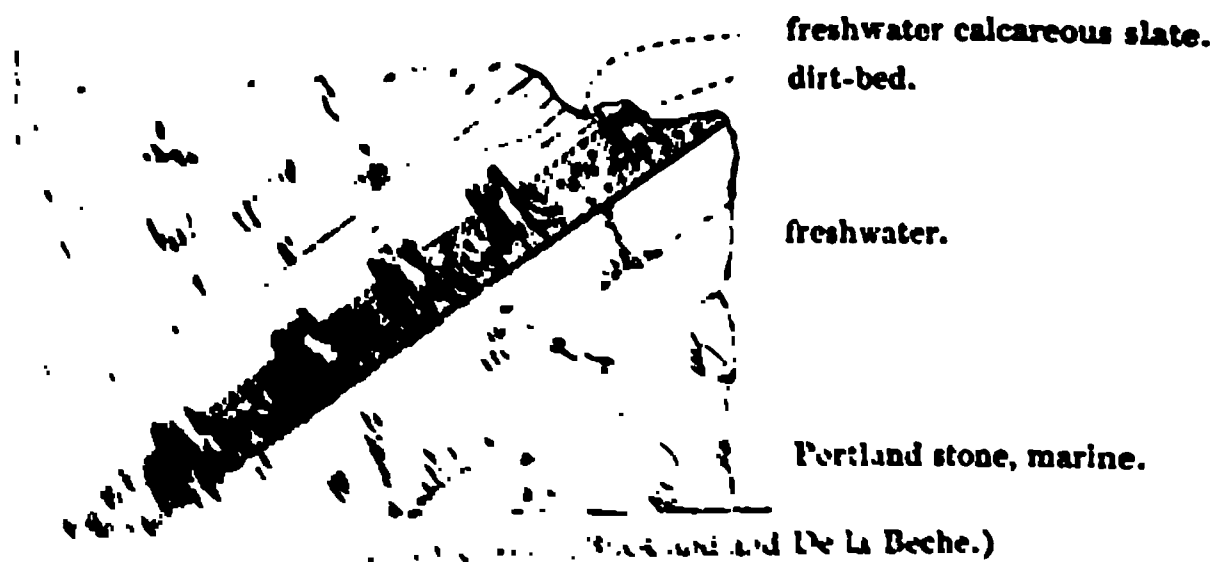 freshwater calcareous slate.
dirt-bed.
freshwater.
Portland stone, marine.
and De la Beche.)